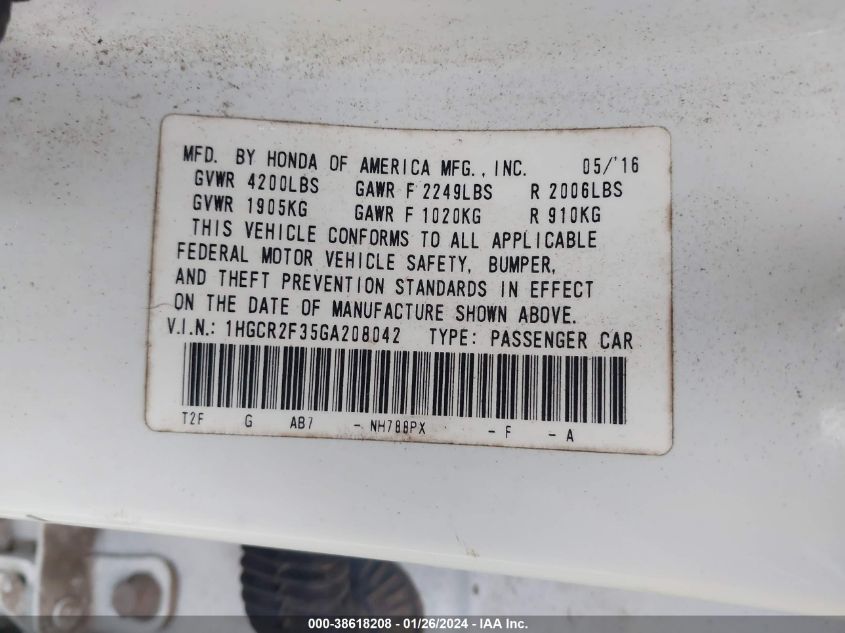 MFD. BY HONDA OF AMERICA MFG., INC. 05/'16
GVWR 4200LBS GAWR F 2249LBS R 2006LBS
GVWR 1905KG GAWR F 1020KG R 910KG
THIS VEHICLE CONFORMS TO ALL APPLICABLE
FEDERAL MOTOR VEHICLE SAFETY, BUMPER,
AND THEFT PREVENTION STANDARDS IN EFFECT
ON THE DATE OF MANUFACTURE SHOWN ABOVE.
V.I.N.: 1HGCR2F35GA208042 TYPE: PASSENGER CAR
T2F G AB7 - NH788PX - F - A
000-38618208 - 01/26/2024 - IAA Inc.